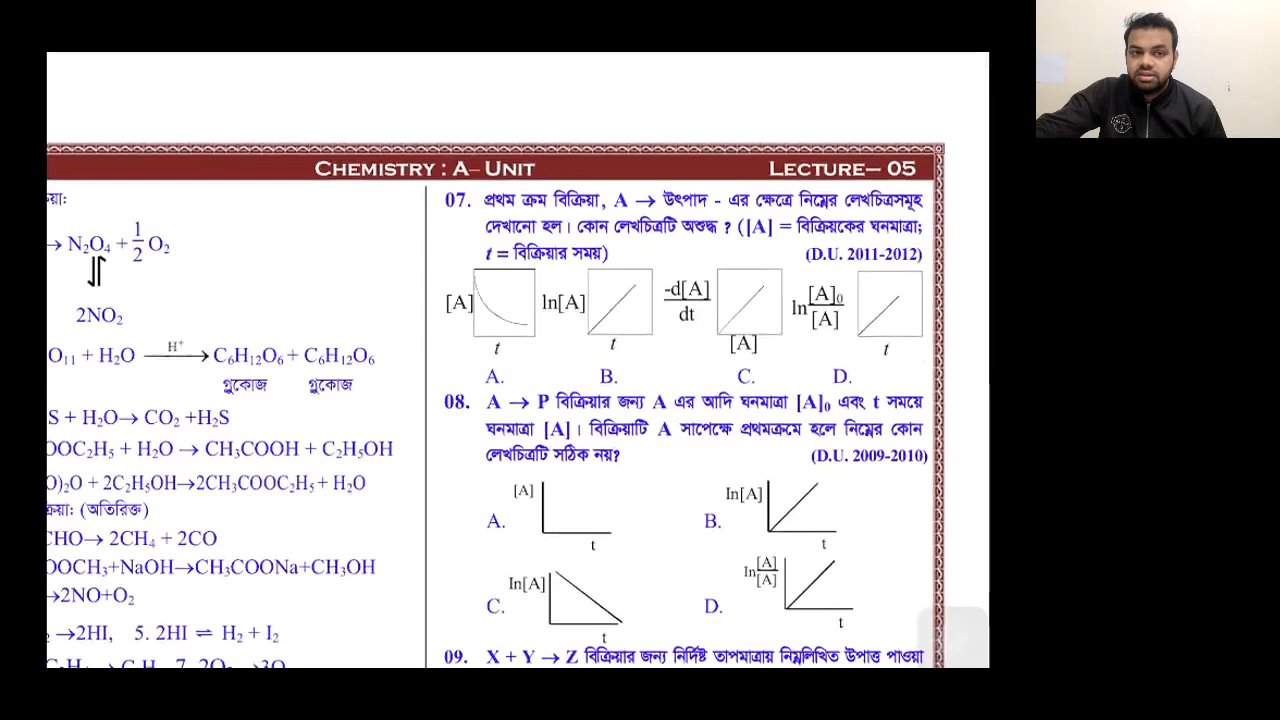 CHEMISTRY : A– UNIT LECTURE– 05
ক্রিয়া:
→ N2O4 + 1/2 O2
2NO2
O11 + H2O —H+→ C6H12O6 + C6H12O6
গ্লুকোজ গ্লুকোজ
S + H2O→ CO2 +H2S
OOC2H5 + H2O → CH3COOH + C2H5OH
O)2O + 2C2H5OH→2CH3COOC2H5 + H2O
ক্রিয়া: (অতিরিক্ত)
CHO→ 2CH4 + 2CO
OOCH3+NaOH→CH3COONa+CH3OH
→2NO+O2
→2HI, 5. 2HI ⇌ H2 + I2
07. প্রথম ক্রম বিক্রিয়া, A → উৎপাদ - এর ক্ষেত্রে নিম্নের লেখচিত্রসমূহ
দেখানো হল। কোন লেখচিত্রটি অশুদ্ধ ? ([A] = বিক্রিয়কের ঘনমাত্রা;
t = বিক্রিয়ার সময়) (D.U. 2011-2012)
[A] ln[A] -d[A]/dt ln[A]0/[A]
t t [A] t
A. B. C. D.
08. A → P বিক্রিয়ার জন্য A এর আদি ঘনমাত্রা [A]0 এবং t সময়ে
ঘনমাত্রা [A]। বিক্রিয়াটি A সাপেক্ষে প্রথমক্রমে হলে নিম্নের কোন
লেখচিত্রটি সঠিক নয়? (D.U. 2009-2010)
[A] In[A]
A. B.
t t
In[A] In[A]/[A]
C. D.
t t
09. X + Y → Z বিক্রিয়ার জন্য নির্দিষ্ট তাপমাত্রায় নিম্নলিখিত উপাত্ত পাওয়া